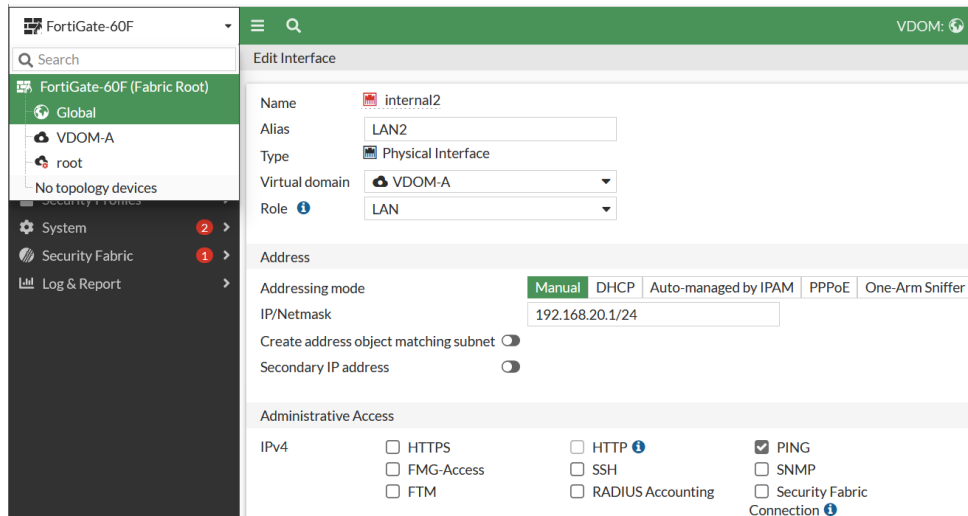 FortiGate-60F
VDOM:
Search
FortiGate-60F (Fabric Root)
Global
VDOM-A
root
No topology devices
Security Profiles
System 2
Security Fabric 1
Log & Report
Edit Interface
Name internal2
Alias LAN2
Type Physical Interface
Virtual domain VDOM-A
Role LAN
Address
Addressing mode Manual DHCP Auto-managed by IPAM PPPoE One-Arm Sniffer
IP/Netmask 192.168.20.1/24
Create address object matching subnet
Secondary IP address
Administrative Access
IPv4 HTTPS HTTP PING
FMG-Access SSH SNMP
FTM RADIUS Accounting Security Fabric
Connection